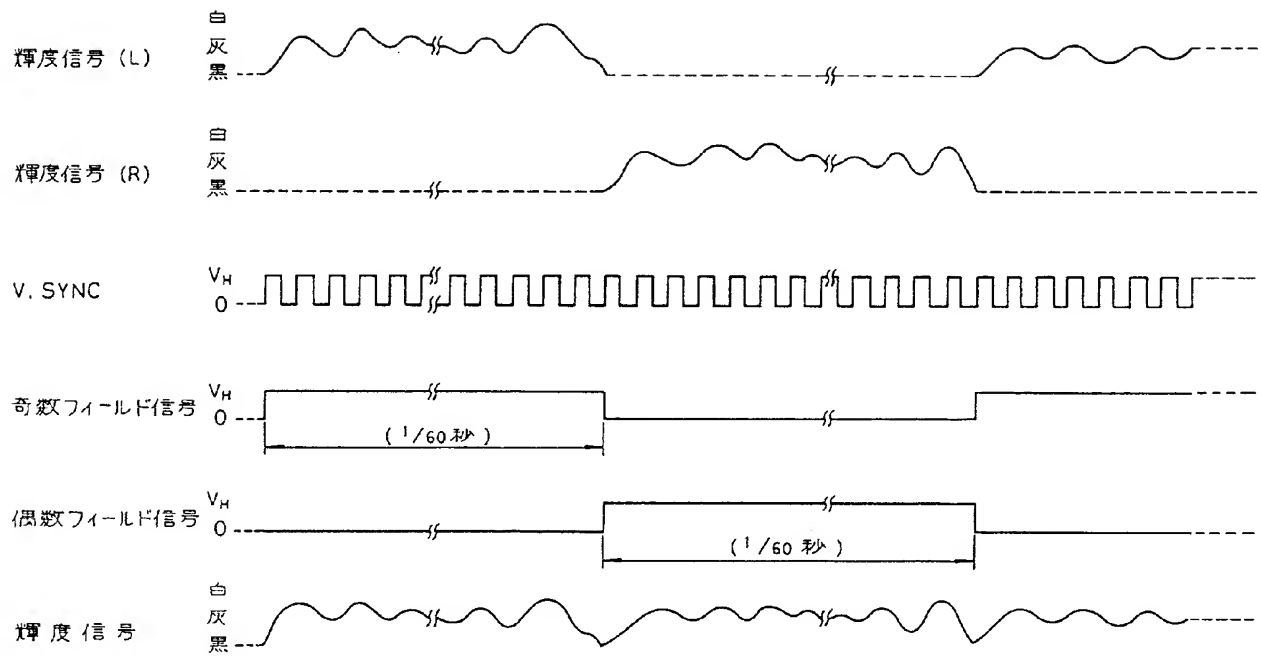 白
輝度信号 (L) 灰
黒
白
輝度信号 (R) 灰
黒
V. SYNC VH
0
奇数フィールド信号 VH
0
(1/60秒)
偶数フィールド信号 VH
0
(1/60秒)
白
輝度信号 灰
黒